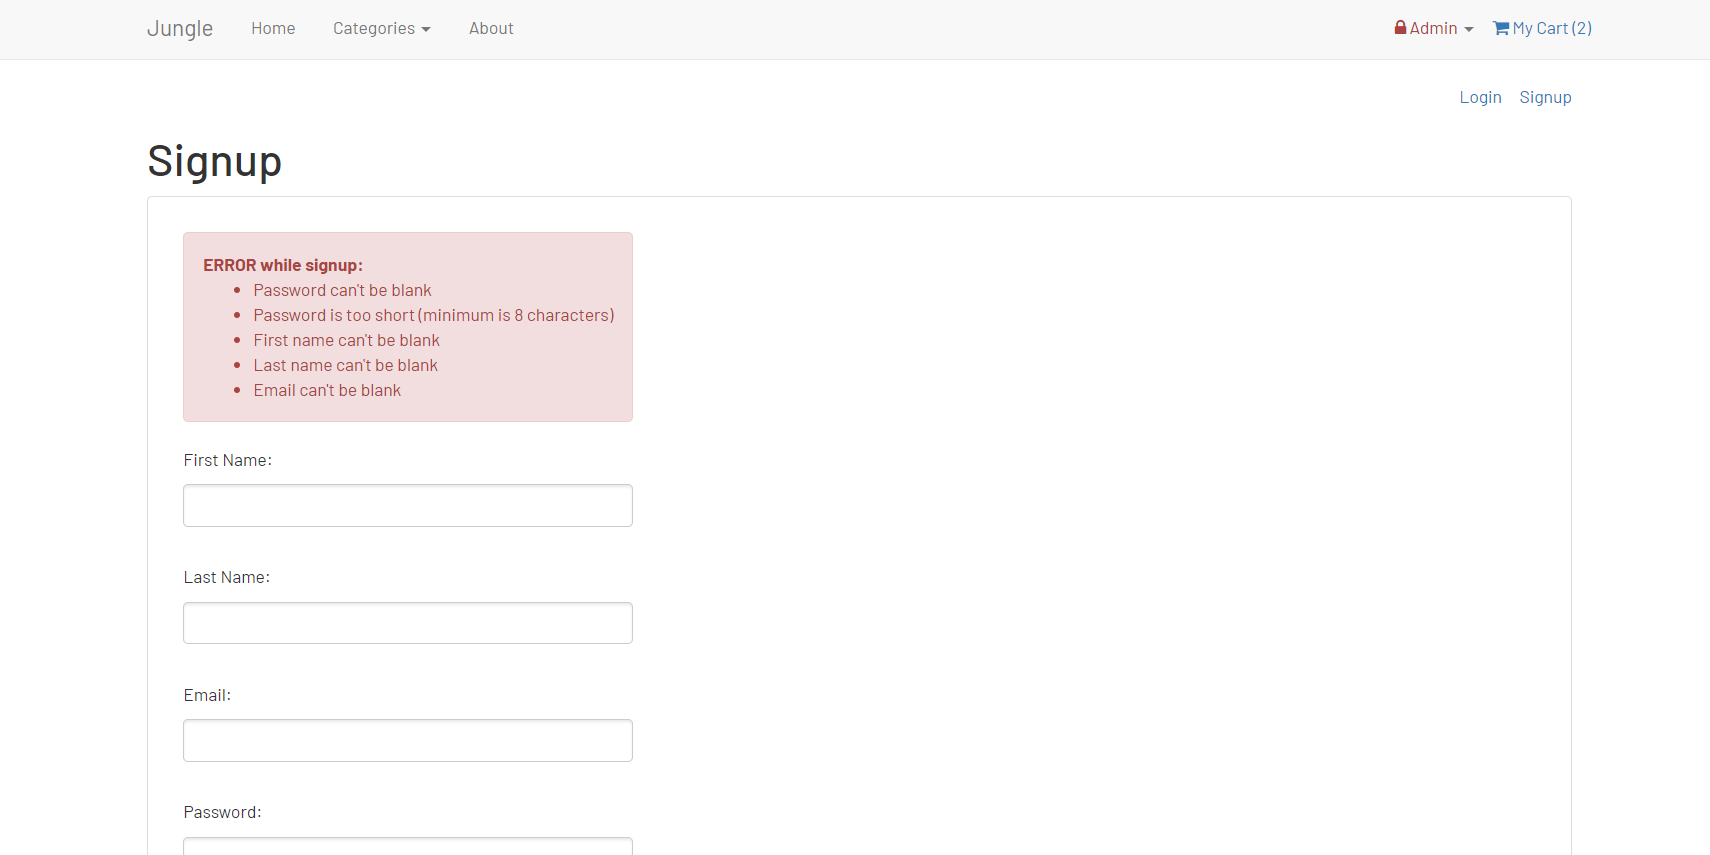 Jungle Home Categories About Admin My Cart (2)
Login Signup
Signup
ERROR while signup:
Password can't be blank
Password is too short (minimum is 8 characters)
First name can't be blank
Last name can't be blank
Email can't be blank
First Name:
Last Name:
Email:
Password: